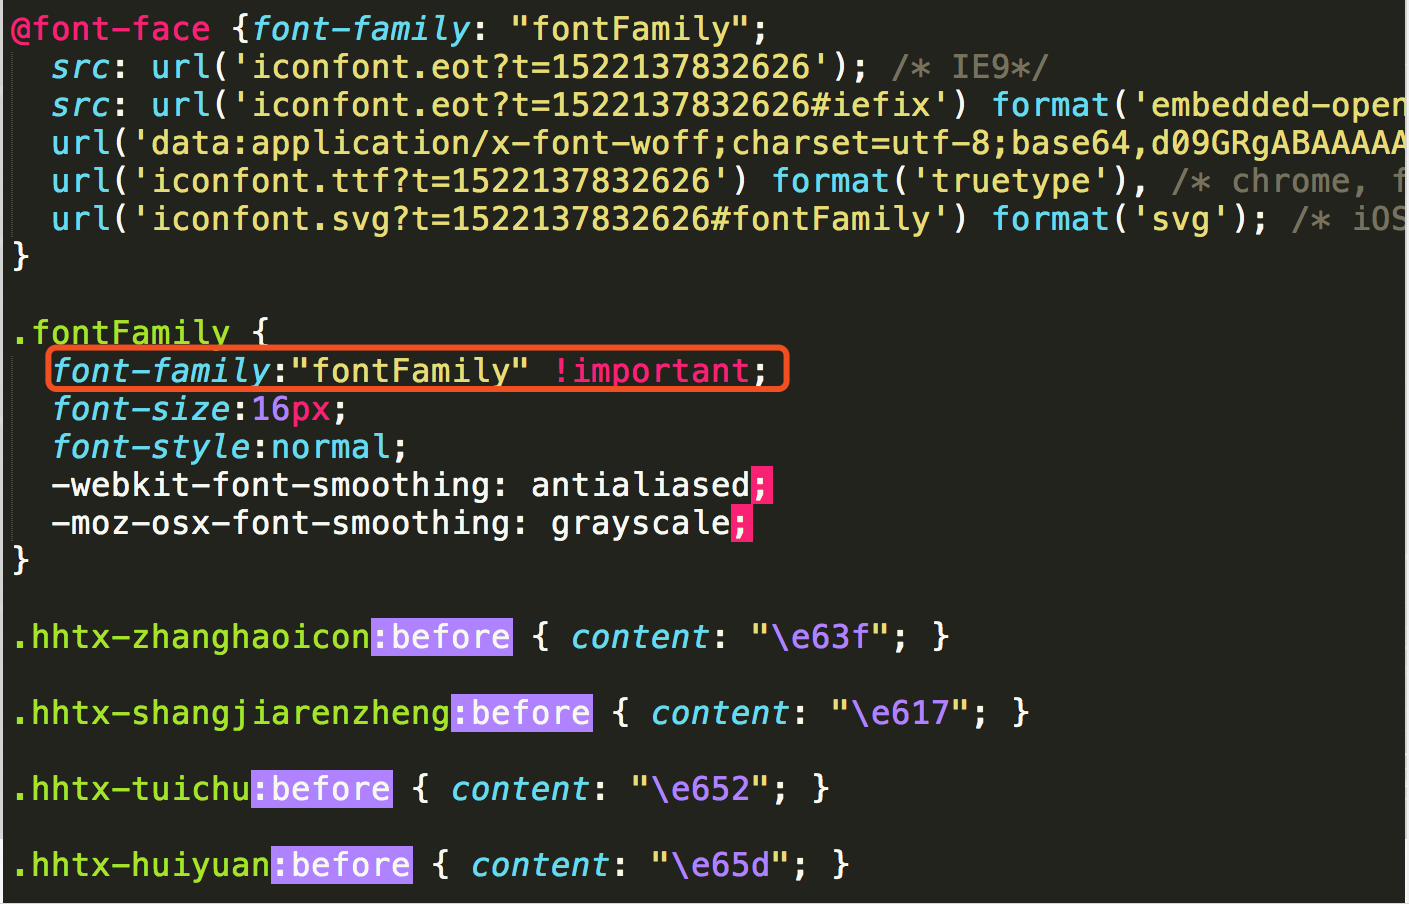 @font-face {font-family: "fontFamily";
src: url('iconfont.eot?t=1522137832626'); /* IE9*/
src: url('iconfont.eot?t=1522137832626#iefix') format('embedded-open
url('data:application/x-font-woff;charset=utf-8;base64,d09GRgABAAAAA
url('iconfont.ttf?t=1522137832626') format('truetype'), /* chrome, f
url('iconfont.svg?t=1522137832626#fontFamily') format('svg'); /* iOS
}
.fontFamily {
font-family:"fontFamily" !important;
font-size:16px;
font-style:normal;
-webkit-font-smoothing: antialiased;
-moz-osx-font-smoothing: grayscale;
}
.hhtx-zhanghaoicon:before { content: "\e63f"; }
.hhtx-shangjiarenzheng:before { content: "\e617"; }
.hhtx-tuichu:before { content: "\e652"; }
.hhtx-huiyuan:before { content: "\e65d"; }